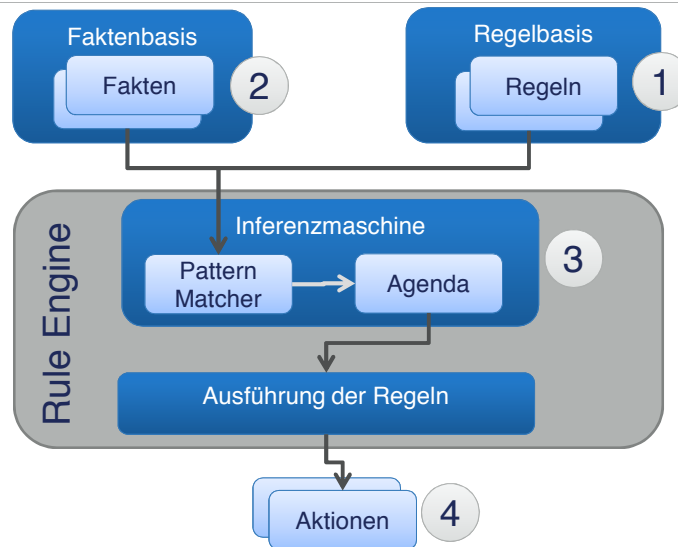 Faktenbasis
Fakten
2
Regelbasis
Regeln
1
Rule Engine
Inferenzmaschine
Pattern
Matcher
Agenda
3
Ausführung der Regeln
Aktionen
4